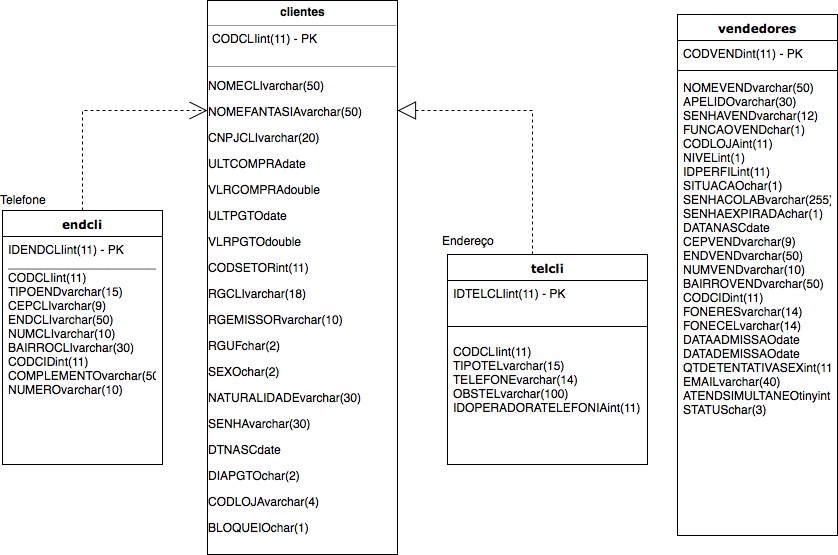 clientes
CODCLIint(11) - PK
NOMECLIvarchar(50)
NOMEFANTASIAvarchar(50)
CNPJCLIvarchar(20)
ULTCOMPRAdate
VLRCOMPRAdouble
ULTPGTOdate
VLRPGTOdouble
CODSETORint(11)
RGCLIvarchar(18)
RGEMISSORvarchar(10)
RGUFchar(2)
SEXOchar(2)
NATURALIDADEvarchar(30)
SENHAvarchar(30)
DTNASCdate
DIAPGTOchar(2)
CODLOJAvarchar(4)
BLOQUEIOchar(1)
Telefone
endcli
IDENDCLIint(11) - PK
CODCLIint(11)
TIPOENDvarchar(15)
CEPCLIvarchar(9)
ENDCLIvarchar(50)
NUMCLIvarchar(10)
BAIRROCLIvarchar(30)
CODCIDint(11)
COMPLEMENTOvarchar(50
NUMEROvarchar(10)
Endereço
telcli
IDTELCLIint(11) - PK
CODCLIint(11)
TIPOTELvarchar(15)
TELEFONEvarchar(14)
OBSTELvarchar(100)
IDOPERADORATELEFONIAint(11)
vendedores
CODVENDint(11) - PK
NOMEVENDvarchar(50)
APELIDOvarchar(30)
SENHAVENDvarchar(12)
FUNCAOVENDchar(1)
CODLOJAint(11)
NIVELint(1)
IDPERFILint(11)
SITUACAOchar(1)
SENHACOLABvarchar(255)
SENHAEXPIRADAchar(1)
DATANASCdate
CEPVENDvarchar(9)
ENDVENDvarchar(50)
NUMVENDvarchar(10)
BAIRROVENDvarchar(50)
CODCIDint(11)
FONERESvarchar(14)
FONECELvarchar(14)
DATAADMISSAOdate
DATADEMISSAOdate
QTDETENTATIVASEXint(11
EMAILvarchar(40)
ATENDSIMULTANEOtinyint
STATUSchar(3)